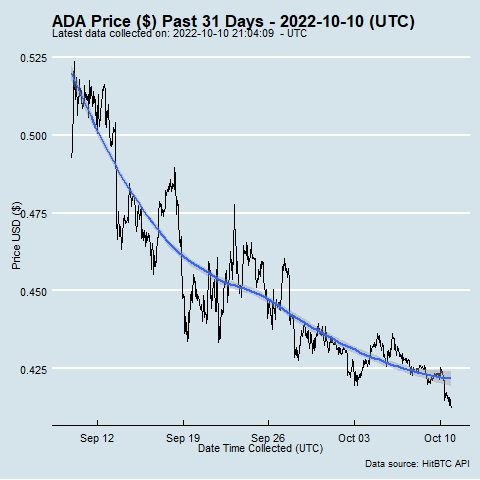 ADA Price ($) Past 31 Days - 2022-10-10 (UTC)
Latest data collected on: 2022-10-10 21:04:09 - UTC
0.525
0.500
0.475
0.450
0.425
Price USD ($)
Sep 12
Sep 19
Sep 26
Oct 03
Oct 10
Date Time Collected (UTC)
Data source: HitBTC API